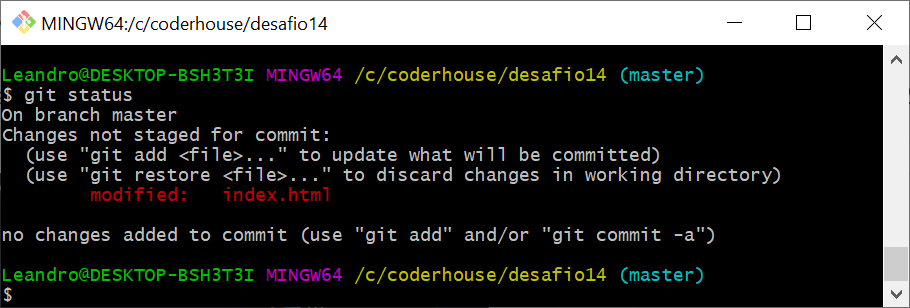 MINGW64:/c/coderhouse/desafio14
Leandro@DESKTOP-BSH3T3I MINGW64 /c/coderhouse/desafio14 (master)
$ git status
On branch master
Changes not staged for commit:
  (use "git add <file>..." to update what will be committed)
  (use "git restore <file>..." to discard changes in working directory)
        modified:   index.html

no changes added to commit (use "git add" and/or "git commit -a")

Leandro@DESKTOP-BSH3T3I MINGW64 /c/coderhouse/desafio14 (master)
$